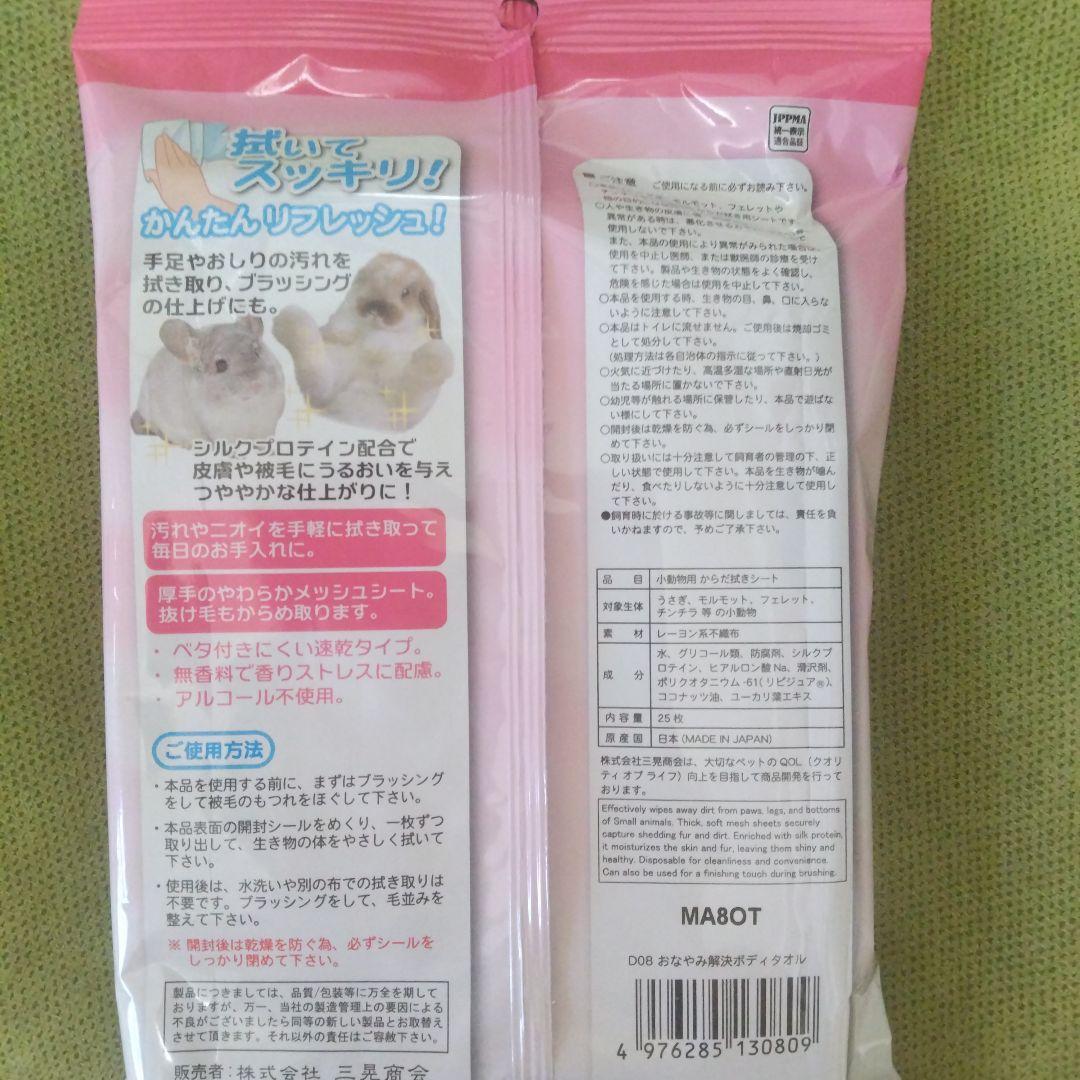 拭いて
スッキリ!
かんたんリフレッシュ!
手足やおしりの汚れを
拭き取り、ブラッシング
の仕上げにも。
シルクプロテイン配合で
皮膚や被毛にうるおいを与え
つややかな仕上がりに!
汚れやニオイを手軽に拭き取って
毎日のお手入れに。
厚手のやわらかメッシュシート。
抜け毛もからめ取ります。
・ベタ付きにくい速乾タイプ。
・無香料で香りストレスに配慮。
・アルコール不使用。
ご使用方法
・本品を使用する前に、まずはブラッシング
をして被毛のもつれをほぐして下さい。
・本品表面の開封シールをめくり、一枚ずつ
取り出して、生き物の体をやさしく拭いて
下さい。
・使用後は、水洗いや別の布での拭き取りは
不要です。ブラッシングをして、毛並みを
整えて下さい。
※ 開封後は乾燥を防ぐ為、必ずシールを
しっかり閉めて下さい。
製品につきましては、品質/包装等に万全を期して
おりますが、万一、当社の製造管理上の要因による
不良がございましたら同等の新しい製品とお取替え
させて頂きます。それ以外の責任はご容赦下さい。
販売者:株式会社 三晃商会
JPPMA
統一表示
適合品証
■ご注意 ご使用になる前に必ずお読み下さい。
モルモット、フェレットや
○人や生き物の皮膚に
異常がある時は、悪化させる
使用しないで下さい。
また、本品の使用により異常がみられた場合は、
使用を中止し医師、または獣医師の診療を受け
て下さい。製品や生き物の状態をよく確認し、
危険を感じた場合は使用を中止して下さい。
○本品を使用する時、生き物の目、鼻、口に入らな
いように注意して下さい。
○本品はトイレに流せません。ご使用後は焼却ゴミ
として処分して下さい。
(処理方法は各自治体の指示に従って下さい。)
○火気に近づけたり、高温多湿な場所や直射日光が
当たる場所に置かないで下さい。
○幼児等が触れる場所に保管したり、本品で遊ばな
い様にして下さい。
○開封後は乾燥を防ぐ為、必ずシールをしっかり閉
めて下さい。
○取り扱いには十分注意して飼育者の管理の下、正
しい状態で使用して下さい。本品を生き物が噛ん
だり、食べたりしないように十分注意して使用し
て下さい。
●飼育時に於ける事故等に関しましては、責任を負
いかねますので、予めご了承下さい。
品 目 小動物用 からだ拭きシート
対象生体 うさぎ、モルモット、フェレット、
チンチラ 等 の小動物
素 材 レーヨン系不織布
成 分 水、グリコール類、防腐剤、シルクプ
ロテイン、ヒアルロン酸Na、滑沢剤、
ポリクオタニウム-61(リピジュア®)、
ココナッツ油、ユーカリ葉エキス
内容量 25枚
原産国 日本(MADE IN JAPAN)
株式会社三晃商会は、大切なペットのQOL(クオリ
ティ オブ ライフ)向上を目指して商品開発を行って
おります。
Effectively wipes away dirt from paws, legs, and bottoms
of Small animals. Thick, soft mesh sheets securely
capture shedding fur and dirt. Enriched with silk protein,
it moisturizes the skin and fur, leaving them shiny and
healthy. Disposable for cleanliness and convenience.
Can also be used for a finishing touch during brushing.
MA8OT
D08 おなやみ解決ボディタオル
4 976285 130809